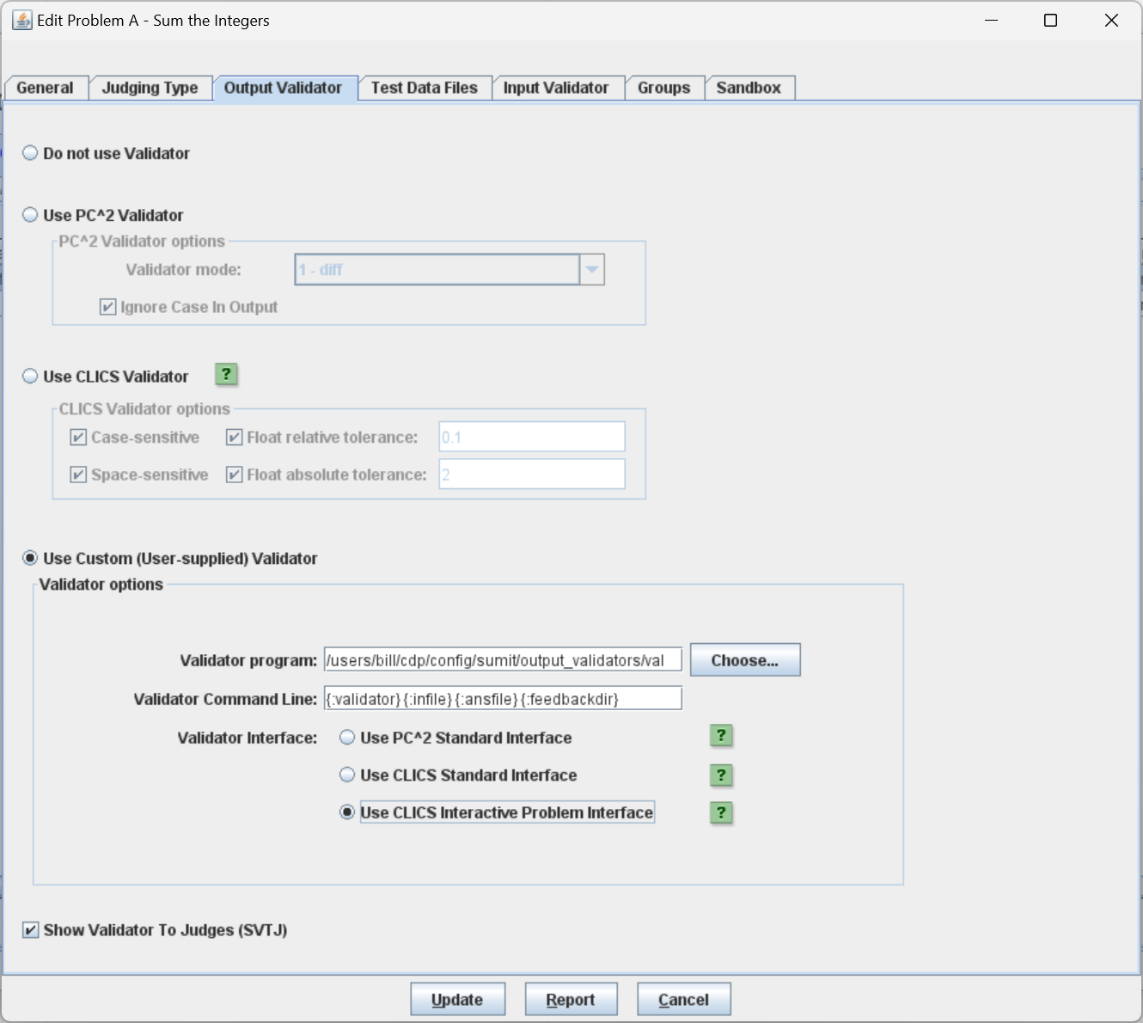 Edit Problem A - Sum the Integers
General Judging Type Output Validator Test Data Files Input Validator Groups Sandbox
Do not use Validator
Use PC^2 Validator
PC^2 Validator options
Validator mode: 1 - diff
Ignore Case In Output
Use CLICS Validator ?
CLICS Validator options
Case-sensitive Float relative tolerance: 0.1
Space-sensitive Float absolute tolerance: 2
Use Custom (User-supplied) Validator
Validator options
Validator program: /users/bill/cdp/config/sumit/output_validators/val Choose...
Validator Command Line: {:validator} {:infile} {:ansfile} {:feedbackdir}
Validator Interface: Use PC^2 Standard Interface ?
Use CLICS Standard Interface ?
Use CLICS Interactive Problem Interface ?
Show Validator To Judges (SVTJ)
Update Report Cancel